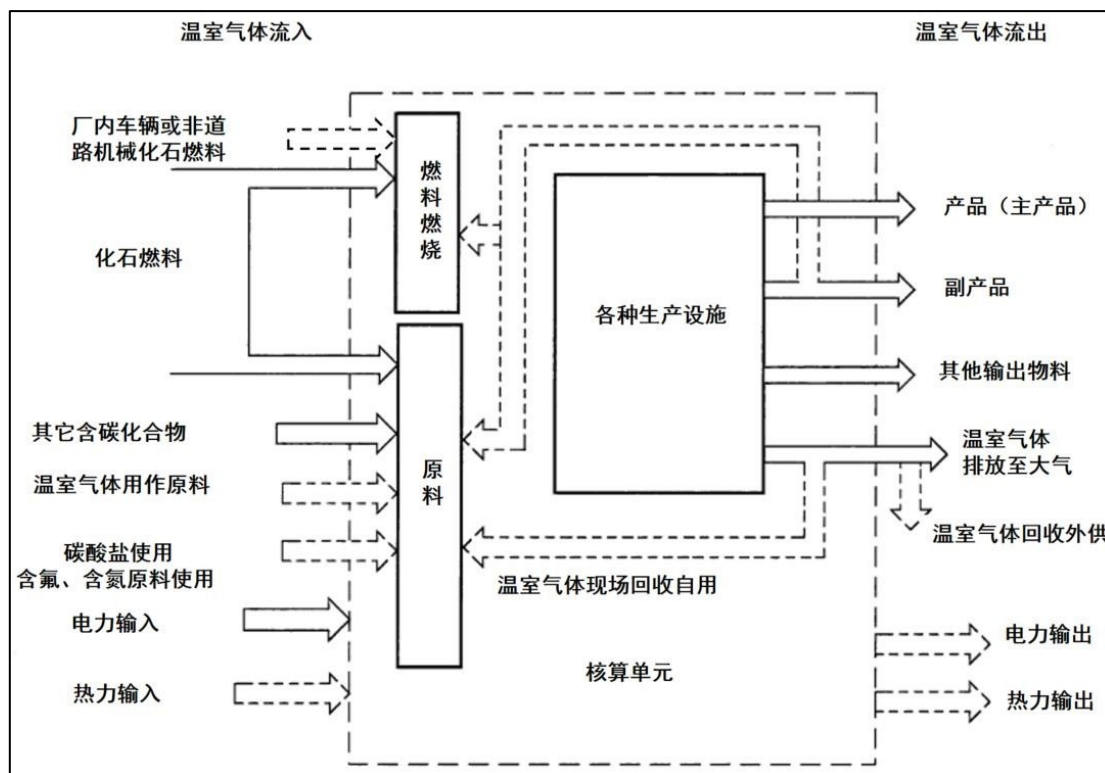 温室气体流入
温室气体流出
厂内车辆或非道
路机械化石燃料
化石燃料
其它含碳化合物
温室气体用作原料
碳酸盐使用
含氟、含氮原料使用
电力输入
热力输入
燃料燃烧
原料
各种生产设施
温室气体现场回收自用
核算单元
产品（主产品）
副产品
其他输出物料
温室气体
排放至大气
温室气体回收外供
电力输出
热力输出